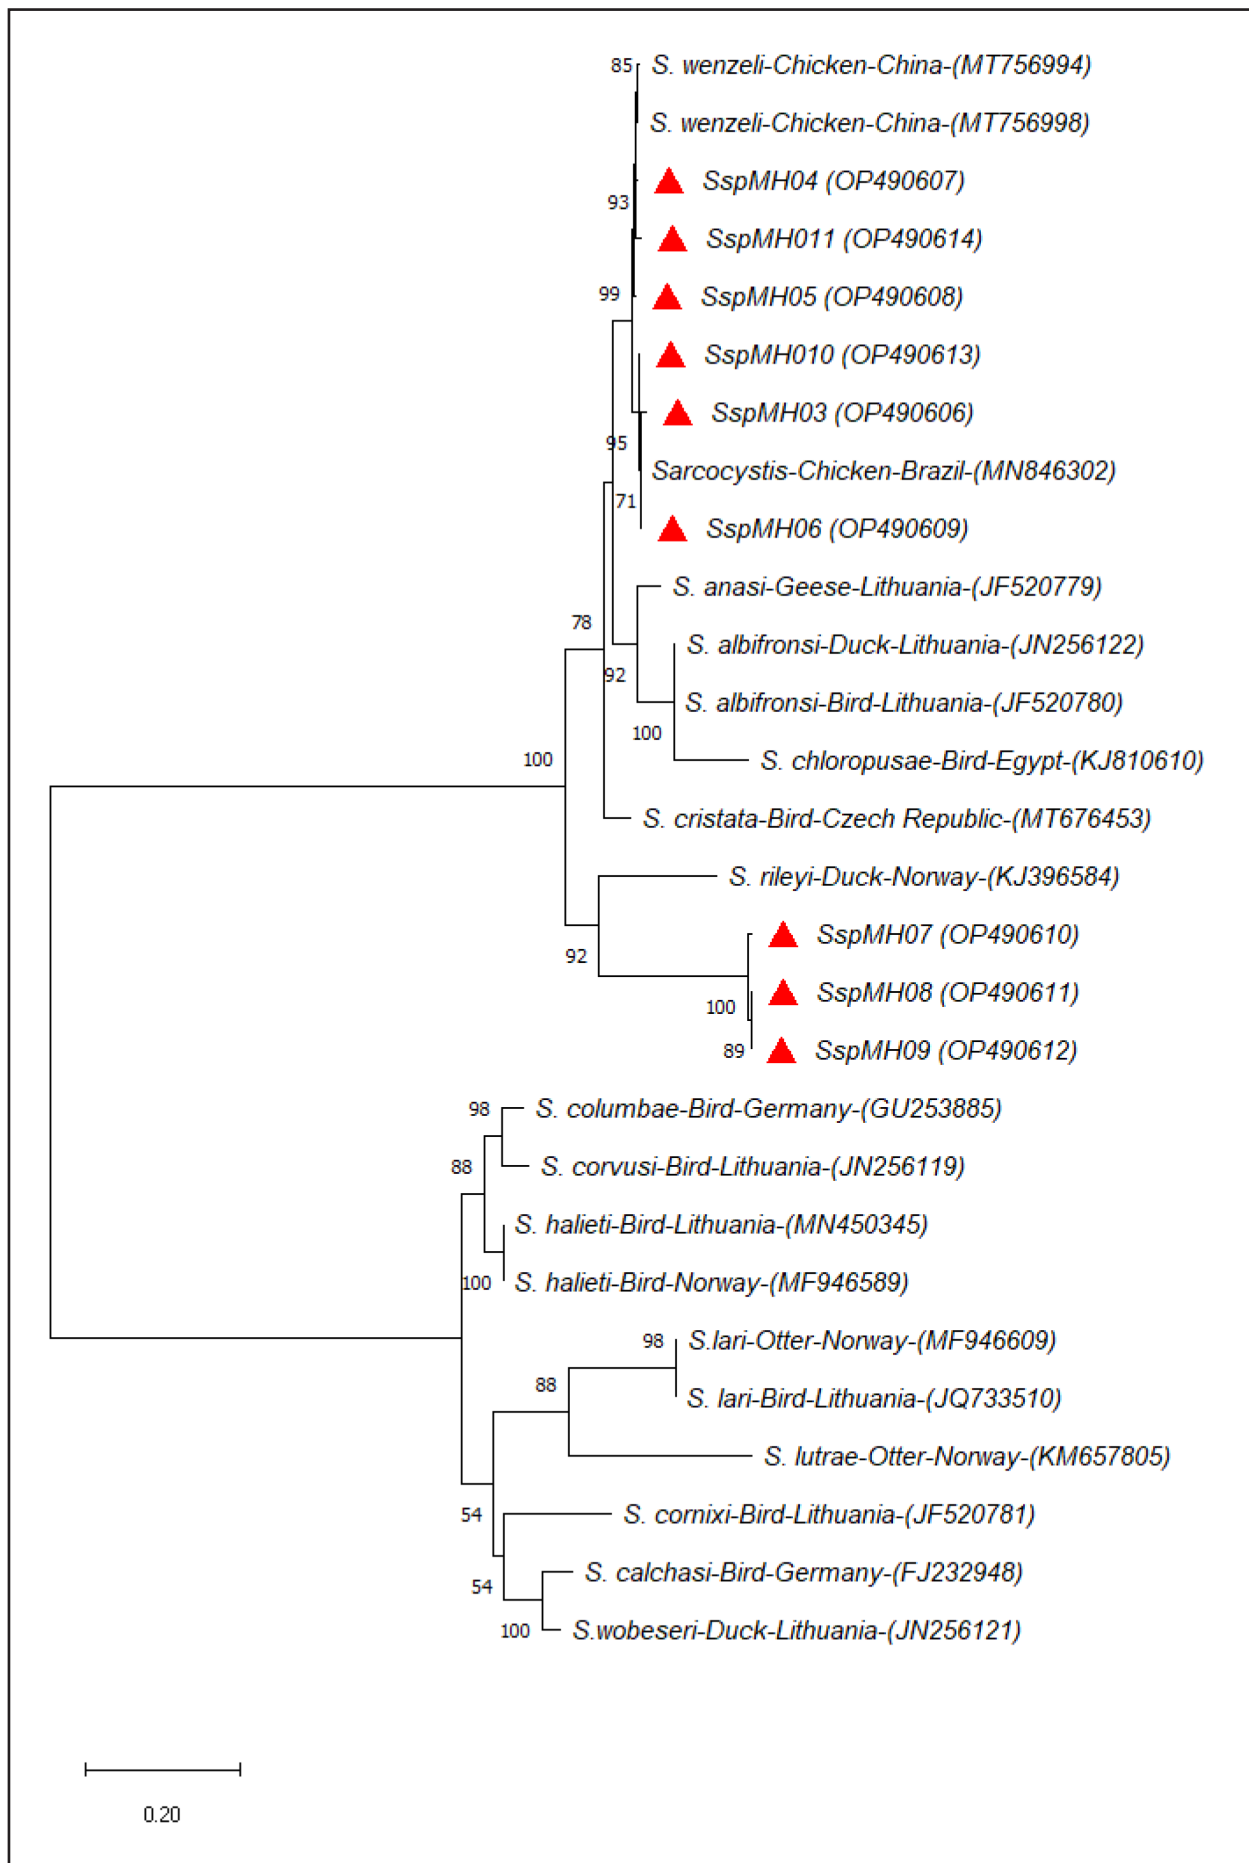 85 S. wenzeli-Chicken-China-(MT756994)
S. wenzeli-Chicken-China-(MT756998)
SspMH04 (OP490607)
93
SspMH011 (OP490614)
99 SspMH05 (OP490608)
SspMH010 (OP490613)
SspMH03 (OP490606)
95
Sarcocystis-Chicken-Brazil-(MN846302)
71
SspMH06 (OP490609)
S. anasi-Geese-Lithuania-(JF520779)
78
S. albifronsi-Duck-Lithuania-(JN256122)
92
S. albifronsi-Bird-Lithuania-(JF520780)
100
100 S. chloropusae-Bird-Egypt-(KJ810610)
S. cristata-Bird-Czech Republic-(MT676453)
S. rileyi-Duck-Norway-(KJ396584)
SspMH07 (OP490610)
92
SspMH08 (OP490611)
100
89 SspMH09 (OP490612)
98 S. columbae-Bird-Germany-(GU253885)
88 S. corvusi-Bird-Lithuania-(JN256119)
S. halieti-Bird-Lithuania-(MN450345)
100 S. halieti-Bird-Norway-(MF946589)
98 S.lari-Otter-Norway-(MF946609)
88
S. lari-Bird-Lithuania-(JQ733510)
S. lutrae-Otter-Norway-(KM657805)
54 S. cornixi-Bird-Lithuania-(JF520781)
54 S. calchasi-Bird-Germany-(FJ232948)
100 S.wobeseri-Duck-Lithuania-(JN256121)
0.20